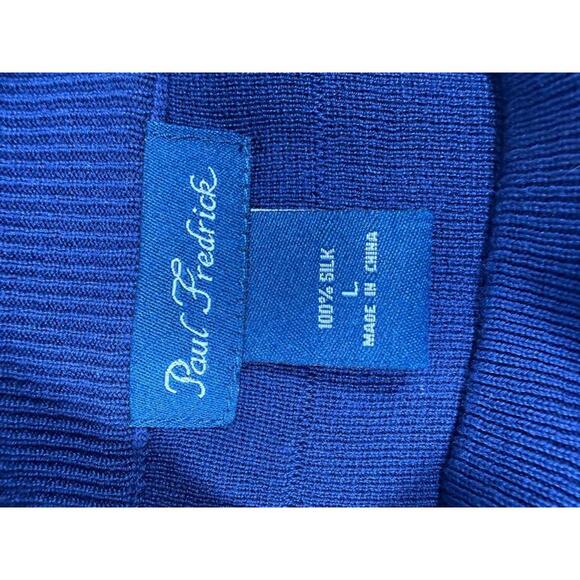 Paul Fredrick
100% SILK
L
MADE IN CHINA